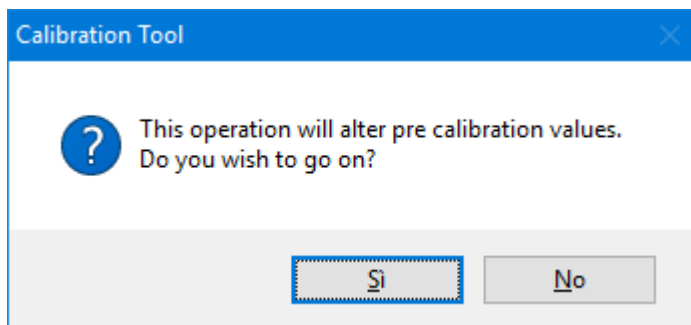 Calibration Tool
This operation will alter pre calibration values.
Do you wish to go on?
Sì
No